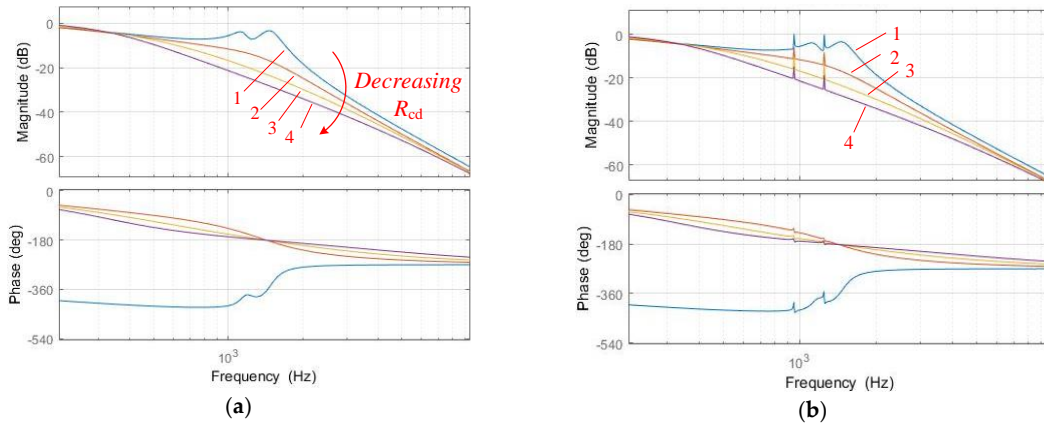 0
-20
-40
-60
Magnitude (dB)
1
2
3
4
Decreasing
Rcd
0
-180
-360
-540
Phase (deg)
10³
Frequency (Hz)
(a)
0
-20
-40
-60
Magnitude (dB)
1
2
3
4
0
-180
-360
-540
Phase (deg)
10³
Frequency (Hz)
(b)